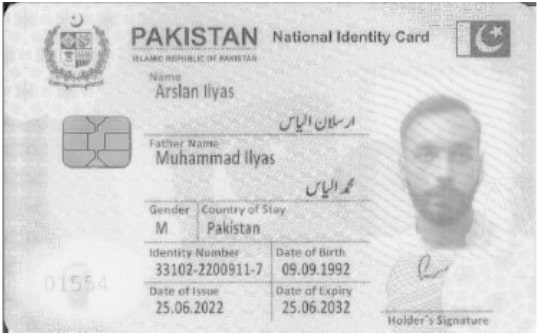 PAKISTAN National Identity Card
ISLAMIC REPUBLIC OF PAKISTAN
Name
Arslan Ilyas
ارسلان الیاس
Father Name
Muhammad Ilyas
محمد الیاس
Gender Country of Stay
M Pakistan
Identity Number Date of Birth
33102-2200911-7 09.09.1992
Date of Issue Date of Expiry
25.06.2022 25.06.2032
01554
Holder's Signature